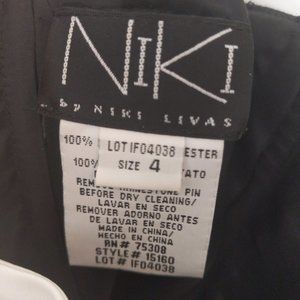 NIKI
by NIKI LIVAS
LOT IF04038
SIZE 4
100% ESTER
100%
REMOVE RHINESTONE PIN
BEFORE DRY CLEANING/
LAVAR EN SECO
REMOVER ADORNO ANTES
DE LAVAR EN SECO
MADE IN CHINA/
HECHO EN CHINA
RN# 75308
STYLE# 15160
LOT # IF04038